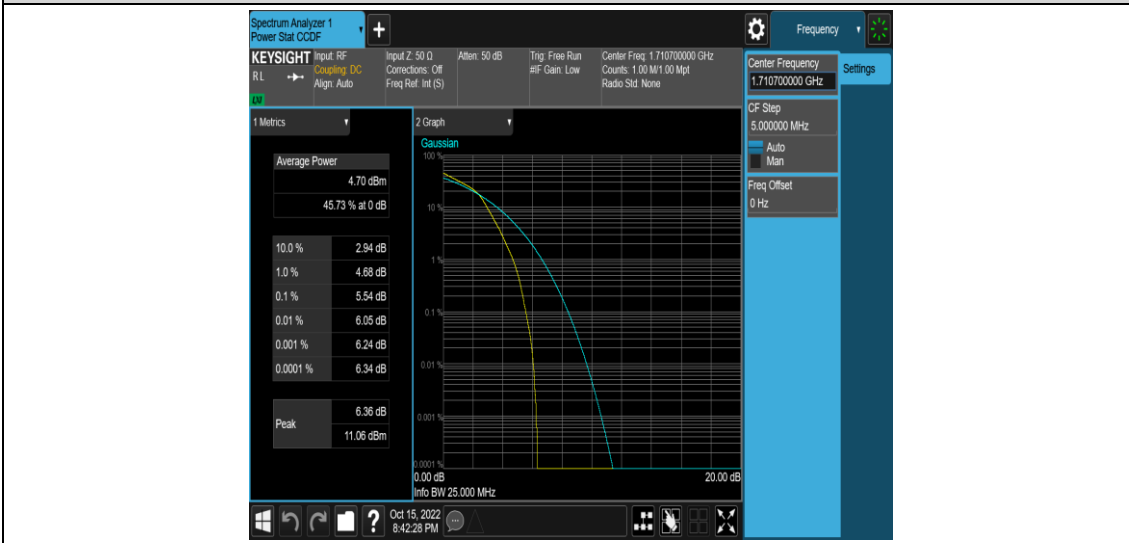 Spectrum Analyzer 1
Power Stat CCDF
+
Frequency
KEYSIGHT
RL
LNI
Input: RF
Coupling: DC
Align: Auto
Input Z: 50 Ω
Corrections: Off
Freq Ref: Int (S)
Atten: 50 dB
Trig: Free Run
#IF Gain: Low
Center Freq: 1.710700000 GHz
Counts: 1.00 M/1.00 Mpt
Radio Std: None
Center Frequency
1.710700000 GHz
Settings
CF Step
5.000000 MHz
Auto
Man
Freq Offset
0 Hz
1 Metrics
Average Power
4.70 dBm
45.73 % at 0 dB
10.0 % 2.94 dB
1.0 % 4.68 dB
0.1 % 5.54 dB
0.01 % 6.05 dB
0.001 % 6.24 dB
0.0001 % 6.34 dB
Peak 6.36 dB
11.06 dBm
2 Graph
Gaussian
100 %
10 %
1 %
0.1 %
0.01 %
0.001 %
0.0001 %
0.00 dB 20.00 dB
Info BW 25.000 MHz
?
Oct 15, 2022
8:42:28 PM